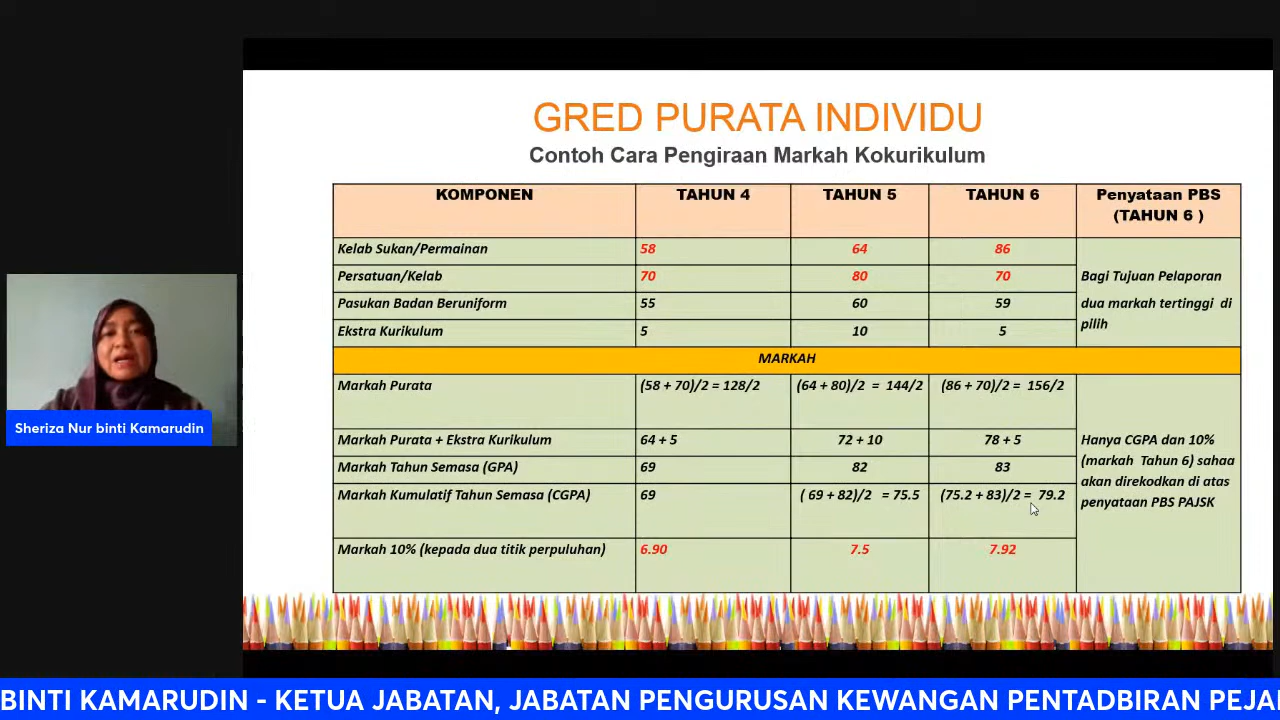 GRED PURATA INDIVIDU
Contoh Cara Pengiraan Markah Kokurikulum
KOMPONEN TAHUN 4 TAHUN 5 TAHUN 6 Penyataan PBS
(TAHUN 6 )
Kelab Sukan/Permainan 58 64 86
Persatuan/Kelab 70 80 70 Bagi Tujuan Pelaporan
Pasukan Badan Beruniform 55 60 59 dua markah tertinggi di
pilih
Ekstra Kurikulum 5 10 5
MARKAH
Markah Purata (58 + 70)/2 = 128/2 (64 + 80)/2 = 144/2 (86 + 70)/2 = 156/2
Markah Purata + Ekstra Kurikulum 64 + 5 72 + 10 78 + 5 Hanya CGPA dan 10%
(markah Tahun 6) sahaa
Markah Tahun Semasa (GPA) 69 82 83
akan direkodkan di atas
Markah Kumulatif Tahun Semasa (CGPA) 69 ( 69 + 82)/2 = 75.5 (75.2 + 83)/2 = 79.2
penyataan PBS PAJSK
Markah 10% (kepada dua titik perpuluhan) 6.90 7.5 7.92
Sheriza Nur binti Kamarudin
BINTI KAMARUDIN - KETUA JABATAN, JABATAN PENGURUSAN KEWANGAN PENTADBIRAN PEJA